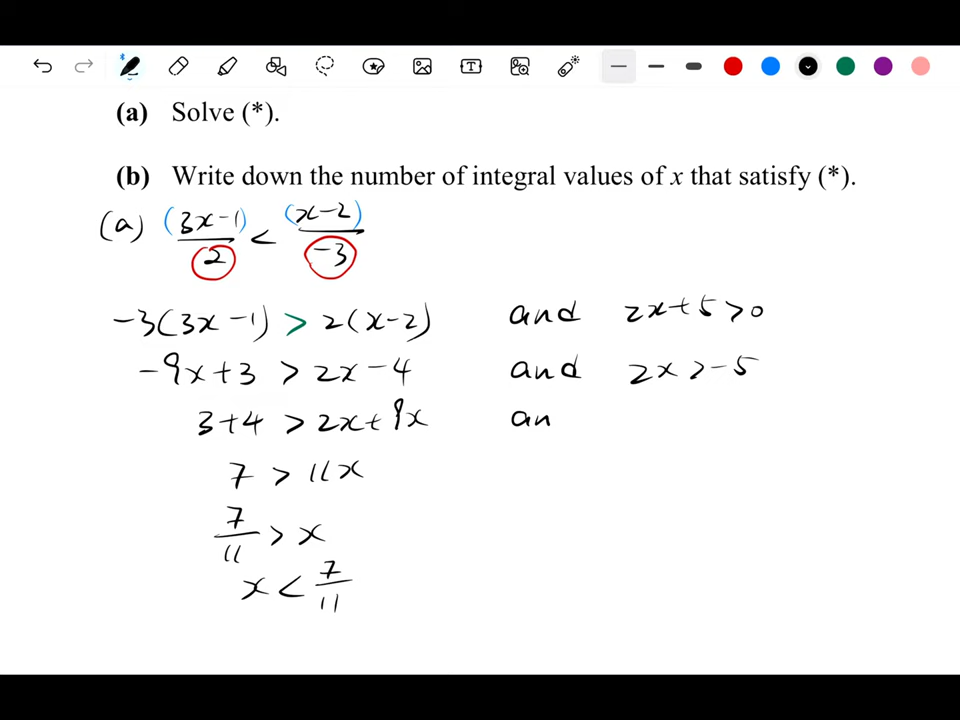 (a) Solve (*).
(b) Write down the number of integral values of x that satisfy (*).
(a) (3x-1)/2 < (x-2)/-3
-3(3x-1) > 2(x-2) and 2x+5>0
-9x+3 > 2x-4 and 2x>-5
3+4 > 2x+9x an
7 > 11x
7/11 > x
x < 7/11